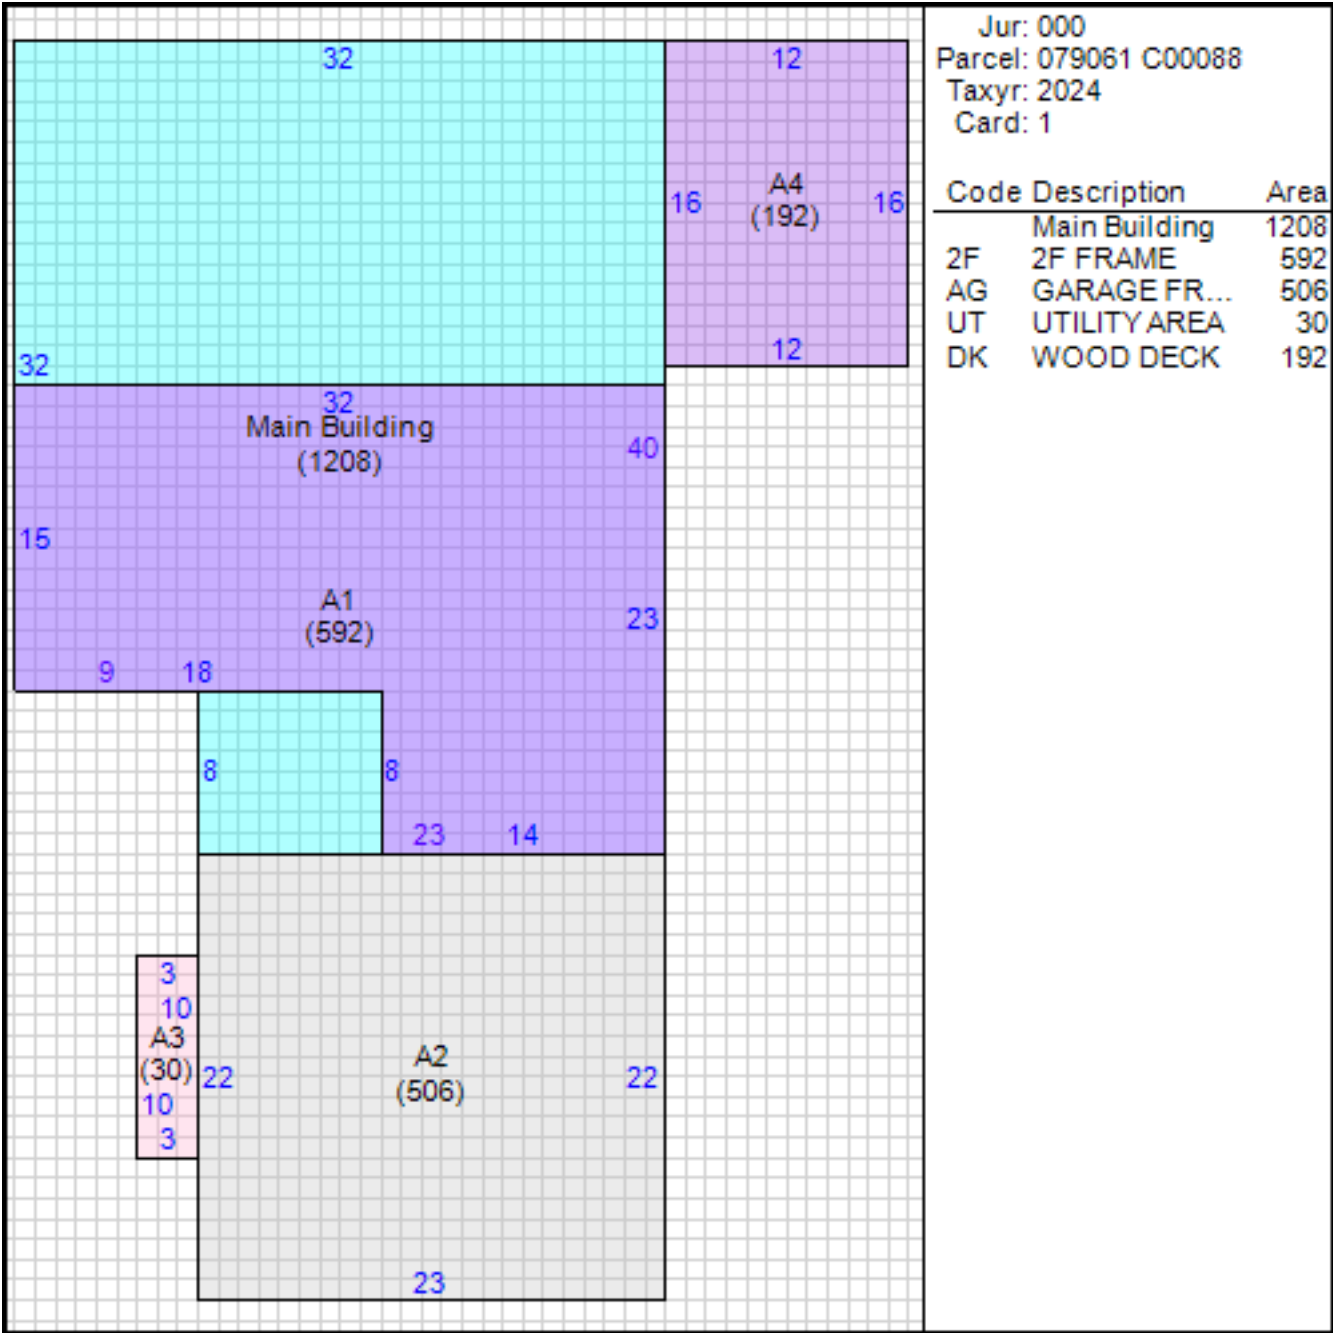 32
12
16
A4
16
(192)
12
32
32
Main Building
(1208)
40
15
A1
(592)
23
9
18
8
8
23
14
3
10
A3
(30)
10
3
22
A2
(506)
22
23
Jur: 000
Parcel: 079061 C00088
Taxyr: 2024
Card: 1
Code Description Area
Main Building 1208
2F 2F FRAME 592
AG GARAGE FR... 506
UT UTILITY AREA 30
DK WOOD DECK 192